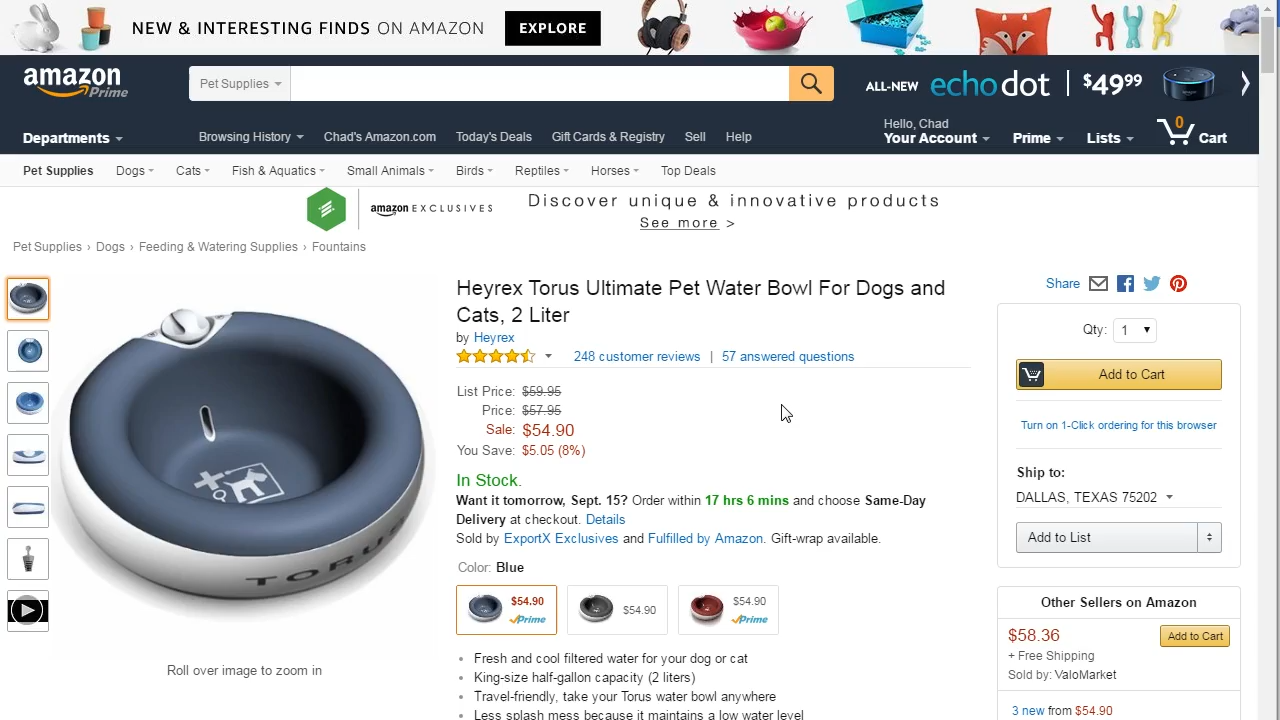 NEW & INTERESTING FINDS ON AMAZON EXPLORE
amazon Prime
Pet Supplies
ALL-NEW echo dot $49.99
Departments
Browsing History Chad's Amazon.com Today's Deals Gift Cards & Registry Sell Help
Hello, Chad
Your Account Prime Lists 0 Cart
Pet Supplies Dogs Cats Fish & Aquatics Small Animals Birds Reptiles Horses Top Deals
amazon EXCLUSIVES
Discover unique & innovative products
See more >
Pet Supplies › Dogs › Feeding & Watering Supplies › Fountains
TORUS
Roll over image to zoom in
Heyrex Torus Ultimate Pet Water Bowl For Dogs and
Cats, 2 Liter
by Heyrex
248 customer reviews | 57 answered questions
List Price: $59.95
Price: $57.95
Sale: $54.90
You Save: $5.05 (8%)
In Stock.
Want it tomorrow, Sept. 15? Order within 17 hrs 6 mins and choose Same-Day
Delivery at checkout. Details
Sold by ExportX Exclusives and Fulfilled by Amazon. Gift-wrap available.
Color: Blue
$54.90 Prime
$54.90
$54.90 Prime
• Fresh and cool filtered water for your dog or cat
• King-size half-gallon capacity (2 liters)
• Travel-friendly, take your Torus water bowl anywhere
• Less splash mess because it maintains a low water level
Share
Qty: 1
Add to Cart
Turn on 1-Click ordering for this browser
Ship to:
DALLAS, TEXAS 75202
Add to List
Other Sellers on Amazon
$58.36 Add to Cart
+ Free Shipping
Sold by: ValoMarket
3 new from $54.90